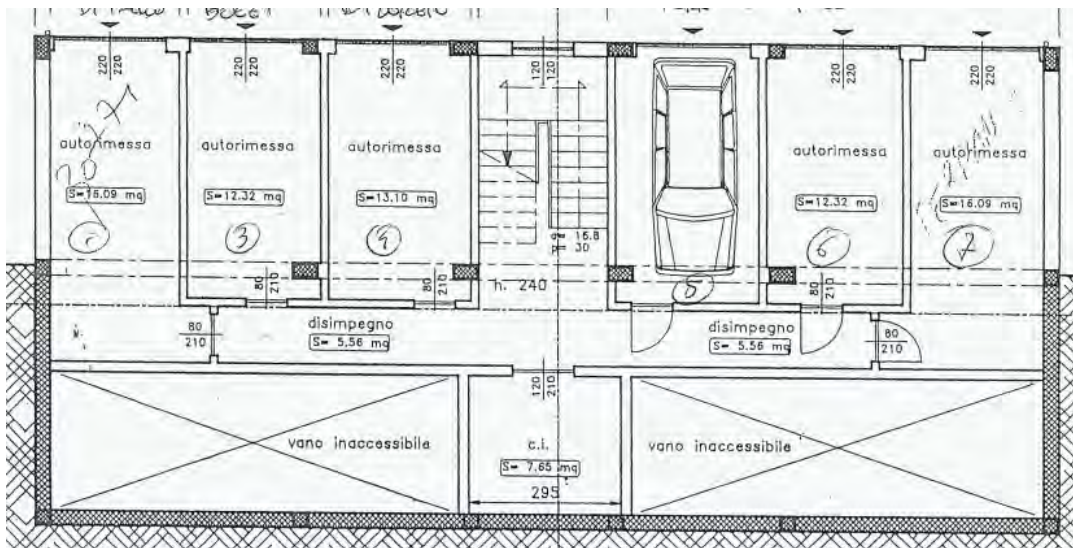 220
220
220
220
220
220
120
120
220
220
220
220
autorimessa
autorimessa
autorimessa
autorimessa
autorimessa
S=16.09 mq
S=12.32 mq
S=13.10 mq
S=12.32 mq
S=16.09 mq
3
4
a= 16.8
p= 30
6
7
80
210
80
210
h. 240
5
80
210
80
210
disimpegno
S= 5,56 mq
disimpegno
S= 5.56 mq
80
210
120
210
vano inaccessibile
c.i.
vano inaccessibile
S= 7.65 mq
295